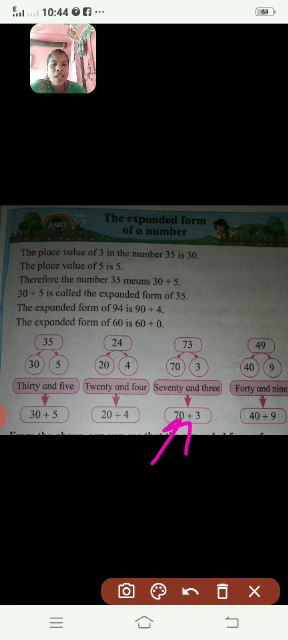 10:44
64
The expanded form
of a number
The place value of 3 in the number 35 is 30.
The place value of 5 is 5.
Therefore the number 35 means 30 + 5.
30 + 5 is called the expanded form of 35.
The expanded form of 94 is 90 + 4.
The expanded form of 60 is 60 + 0.
35 24 73 49
30 5 20 4 70 3 40 9
Thirty and five Twenty and four Seventy and three Forty and nine
30 + 5 20 + 4 70 + 3 40 + 9